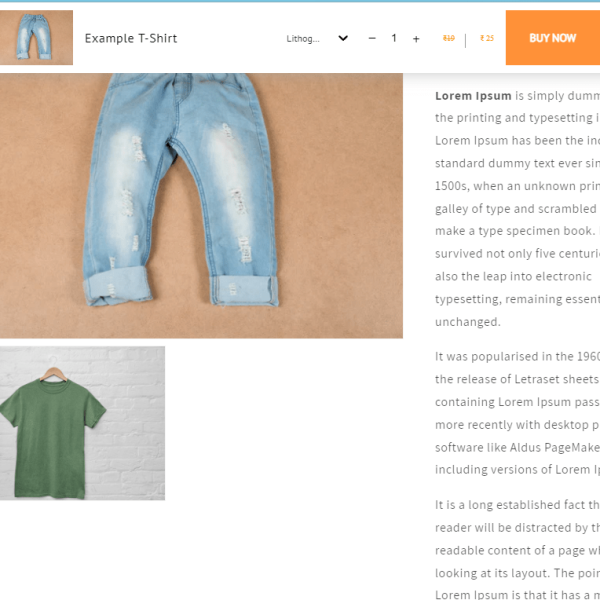 Example T-Shirt
Lithog...
− 1 +
₹19 | ₹ 25
BUY NOW
Lorem Ipsum is simply dumm
the printing and typesetting i
Lorem Ipsum has been the in
standard dummy text ever sin
1500s, when an unknown prin
galley of type and scrambled
make a type specimen book.
survived not only five centuri
also the leap into electronic
typesetting, remaining essent
unchanged.
It was popularised in the 1960
the release of Letraset sheets
containing Lorem Ipsum pass
more recently with desktop p
software like Aldus PageMake
including versions of Lorem I
It is a long established fact th
reader will be distracted by th
readable content of a page w
looking at its layout. The poin
Lorem Ipsum is that it has a m